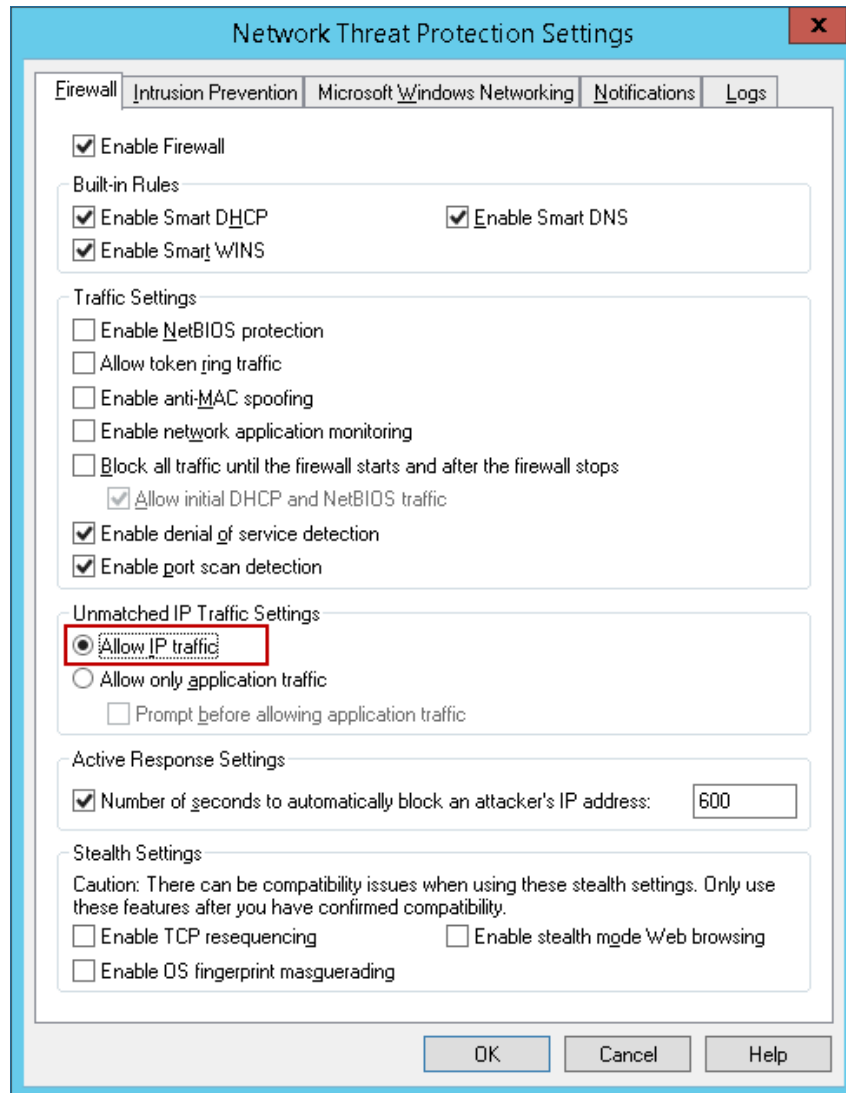 Network Threat Protection Settings
x
Firewall Intrusion Prevention Microsoft Windows Networking Notifications Logs
Enable Firewall
Built-in Rules
Enable Smart DHCP Enable Smart DNS
Enable Smart WINS
Traffic Settings
Enable NetBIOS protection
Allow token ring traffic
Enable anti-MAC spoofing
Enable network application monitoring
Block all traffic until the firewall starts and after the firewall stops
Allow initial DHCP and NetBIOS traffic
Enable denial of service detection
Enable port scan detection
Unmatched IP Traffic Settings
Allow IP traffic
Allow only application traffic
Prompt before allowing application traffic
Active Response Settings
Number of seconds to automatically block an attacker's IP address: 600
Stealth Settings
Caution: There can be compatibility issues when using these stealth settings. Only use
these features after you have confirmed compatibility.
Enable TCP resequencing Enable stealth mode Web browsing
Enable OS fingerprint masquerading
OK Cancel Help